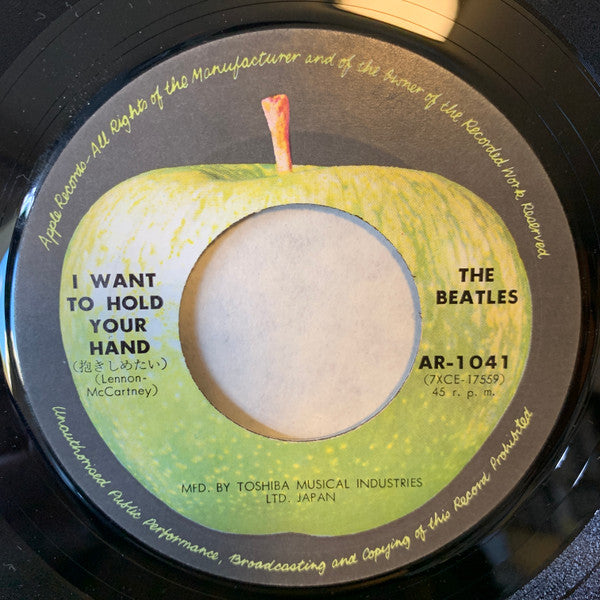 Apple Records-All Rights of the Manufacturer and of the Owner of the Recorded Work Reserved
I WANT
TO HOLD
YOUR
HAND
(抱きしめたい)
(Lennon-
McCartney)
THE
BEATLES
AR-1041
(7XCE-17559)
45 r. p. m.
MFD. BY TOSHIBA MUSICAL INDUSTRIES
LTD. JAPAN
Unauthorised Public Performance, Broadcasting and Copying of this Record Prohibited